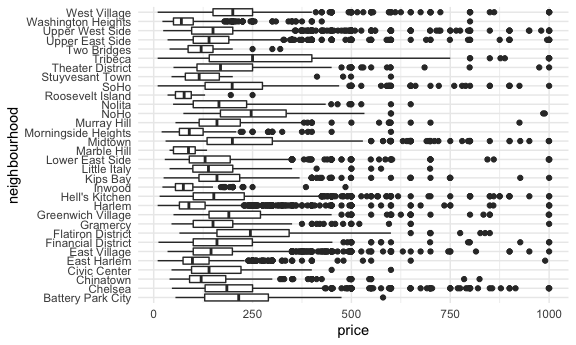 West Village
Washington Heights
Upper West Side
Upper East Side
Two Bridges
Tribeca
Theater District
Stuyvesant Town
SoHo
Roosevelt Island
Nolita
NoHo
Murray Hill
Morningside Heights
Midtown
Marble Hill
Lower East Side
Little Italy
Kips Bay
Inwood
Hell's Kitchen
Harlem
Greenwich Village
Gramercy
Flatiron District
Financial District
East Village
East Harlem
Civic Center
Chinatown
Chelsea
Battery Park City
neighbourhood
0 250 500 750 1000
price